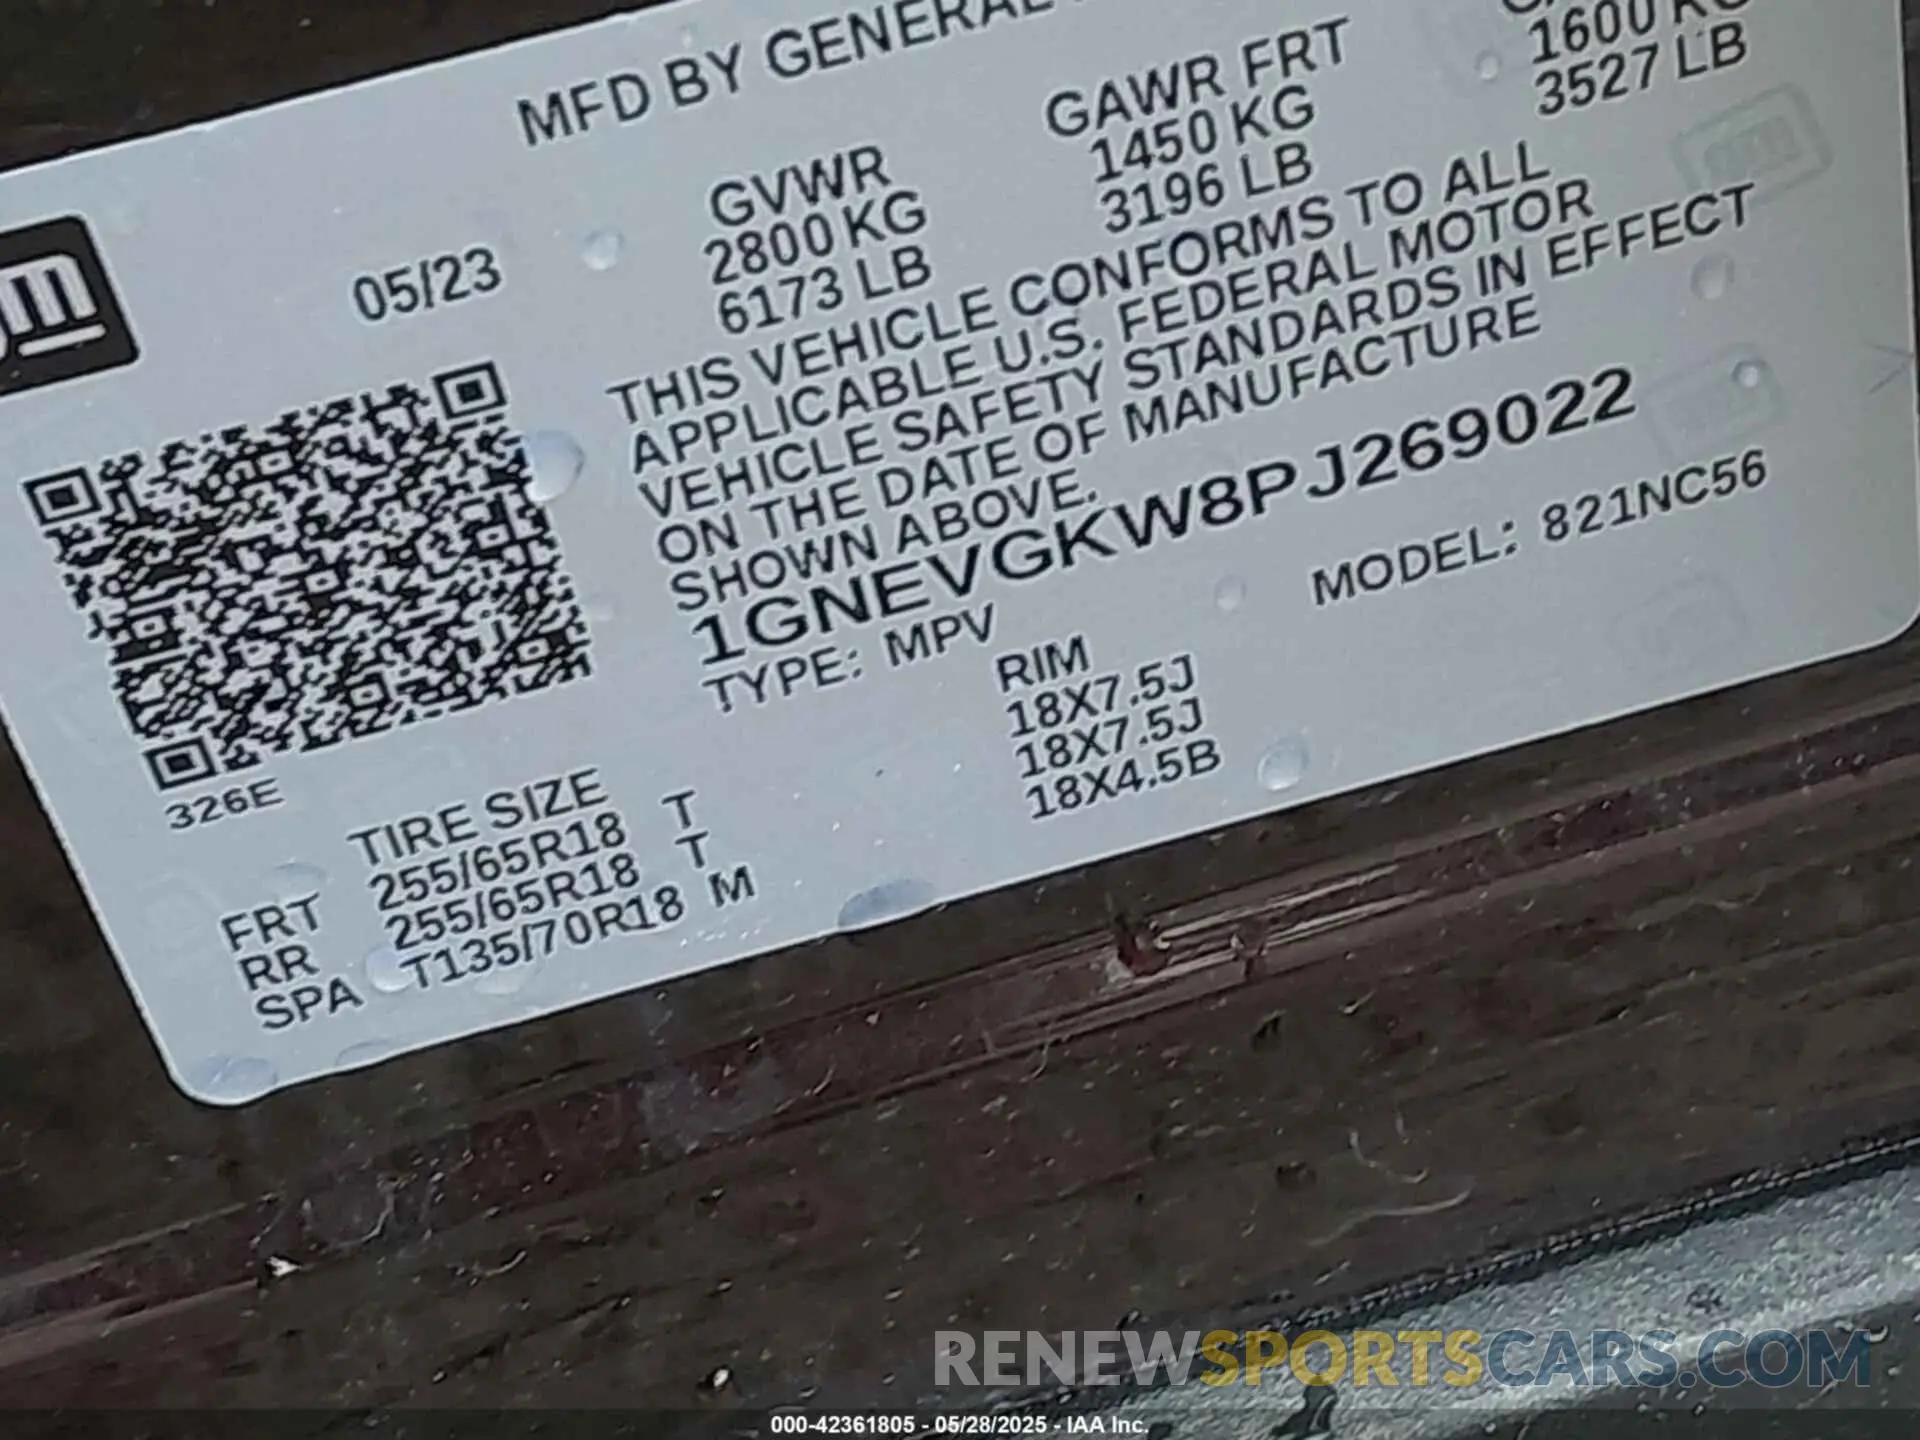 MFD BY GENERAL
gm
05/23
GVWR
2800 KG
6173 LB
GAWR FRT
1450 KG
3196 LB
1600 KG
3527 LB
THIS VEHICLE CONFORMS TO ALL
APPLICABLE U.S. FEDERAL MOTOR
VEHICLE SAFETY STANDARDS IN EFFECT
ON THE DATE OF MANUFACTURE
SHOWN ABOVE.
1GNEVGKW8PJ269022
TYPE: MPV
MODEL: 821NC56
326E
TIRE SIZE
RIM
FRT 255/65R18 T 18X7.5J
RR 255/65R18 T 18X7.5J
SPA T135/70R18 M 18X4.5B
RENEWSPORTSCARS.COM
000-42361805 - 05/28/2025 - IAA Inc.